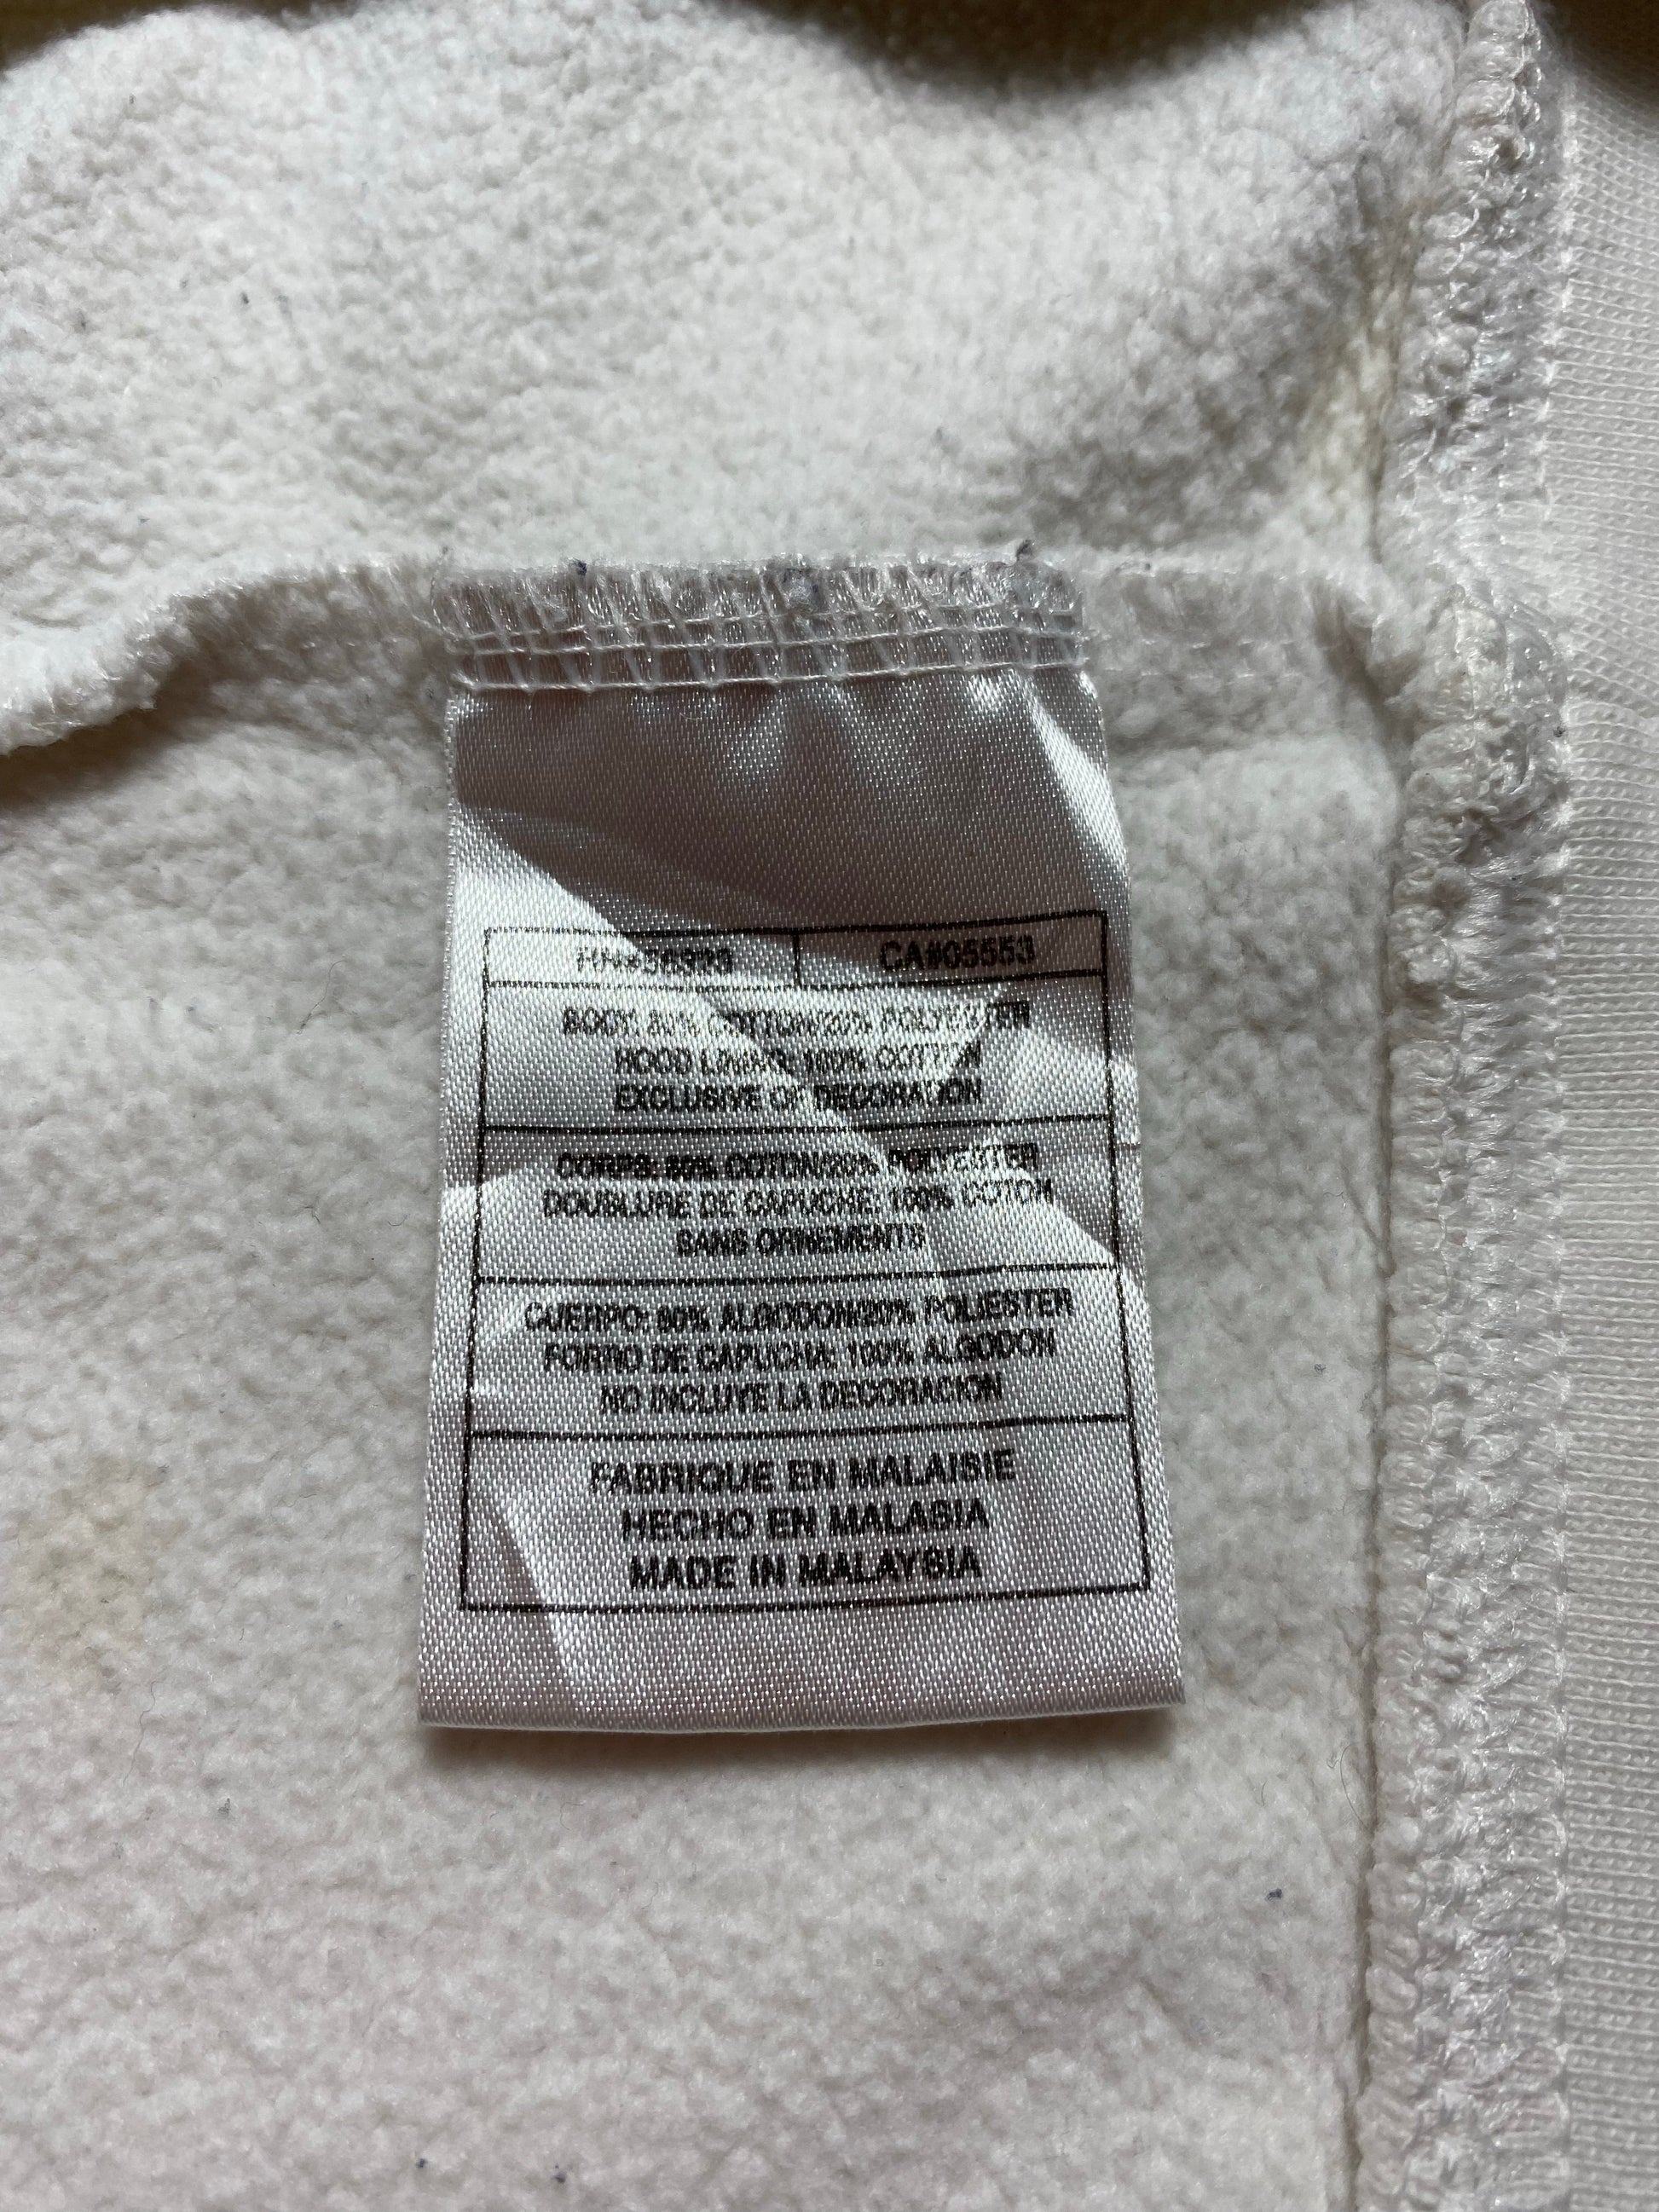 RN#56323 CA#05553
BODY: 80% COTTON/20% POLYESTER
HOOD LINING: 100% COTTON
EXCLUSIVE OF DECORATION
CORPS: 80% COTON/20% POLYESTER
DOUBLURE DE CAPUCHE: 100% COTON
SANS ORNEMENTS
CUERPO: 80% ALGODON/20% POLIESTER
FORRO DE CAPUCHA: 100% ALGODON
NO INCLUYE LA DECORACION
FABRIQUE EN MALAISIE
HECHO EN MALASIA
MADE IN MALAYSIA